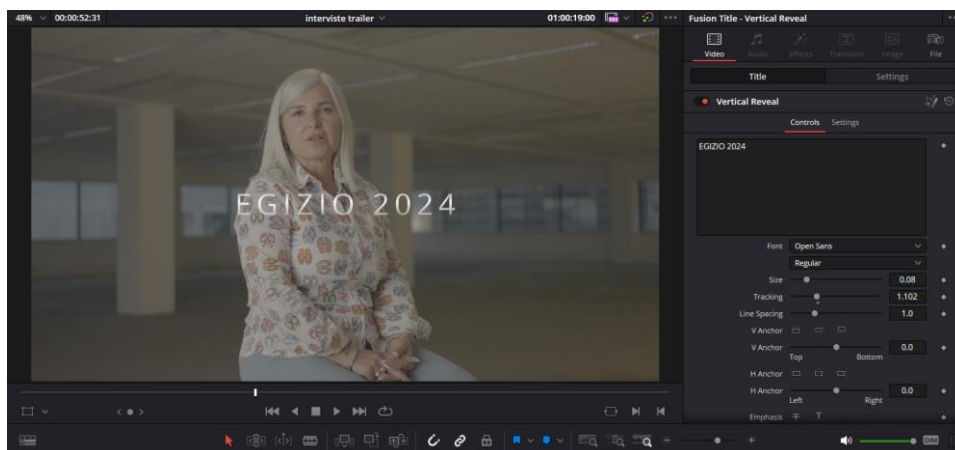 48% 00:00:52:31 interviste trailer 01:00:19:00 Fusion Title - Vertical Reveal
Video Audio Effects Transition Image File
Title Settings
Vertical Reveal
Controls Settings
EGIZIO 2024
EGIZIO 2024
Font Open Sans
Regular
Size 0.08
Tracking 1.102
Line Spacing 1.0
V Anchor
V Anchor 0.0
Top Bottom
H Anchor
H Anchor 0.0
Left Right
Emphasis T
DIM